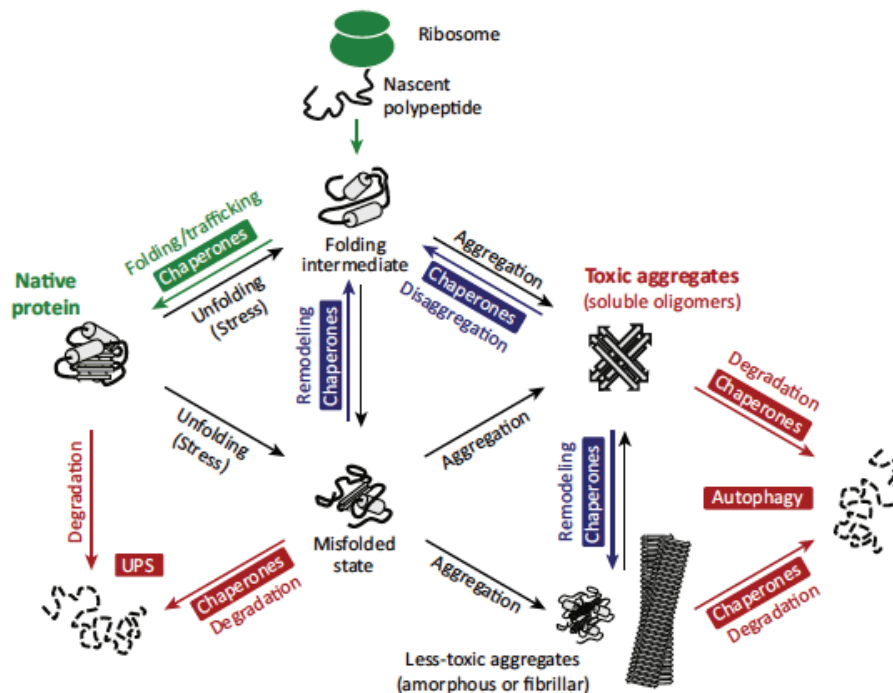 Ribosome
Nascent
polypeptide
Folding/trafficking
Chaperones
Unfolding
(Stress)
Folding
intermediate
Aggregation
Chaperones
Disaggregation
Native
protein
Toxic aggregates
(soluble oligomers)
Remodeling
Chaperones
Unfolding
(Stress)
Aggregation
Degradation
Chaperones
Degradation
UPS
Misfolded
state
Chaperones
Degradation
Aggregation
Remodeling
Chaperones
Autophagy
Chaperones
Degradation
Less-toxic aggregates
(amorphous or fibrillar)